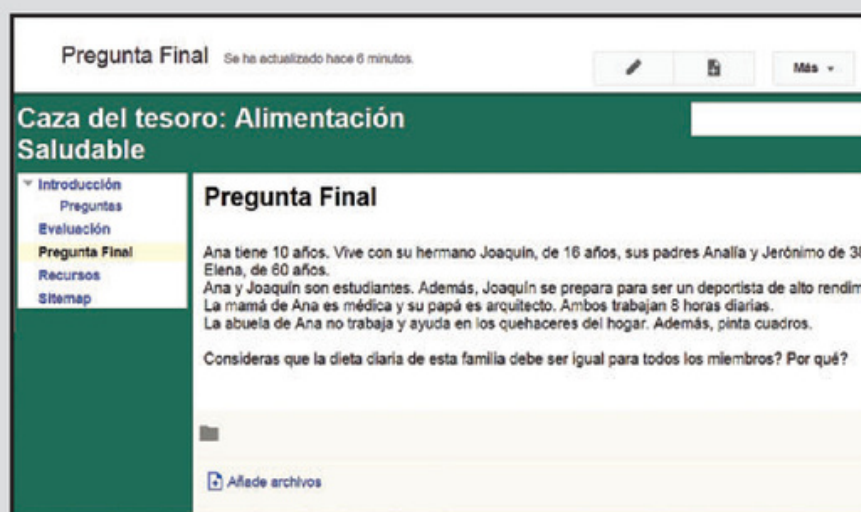 Pregunta Final Se ha actualizado hace 6 minutos.
Más
Caza del tesoro: Alimentación
Saludable
Introducción
Preguntas
Evaluación
Pregunta Final
Recursos
Sitemap
Pregunta Final
Ana tiene 10 años. Vive con su hermano Joaquín, de 16 años, sus padres Analía y Jerónimo de 38
Elena, de 60 años.
Ana y Joaquín son estudiantes. Además, Joaquín se prepara para ser un deportista de alto
La mamá de Ana es médica y su papá es arquitecto. Ambos trabajan 8 horas diarias.
La abuela de Ana no trabaja y ayuda en los quehaceres del hogar. Además, pinta cuadros.
Consideras que la dieta diaria de esta familia debe ser igual para todos los miembros? Por qué?
Añade archivos